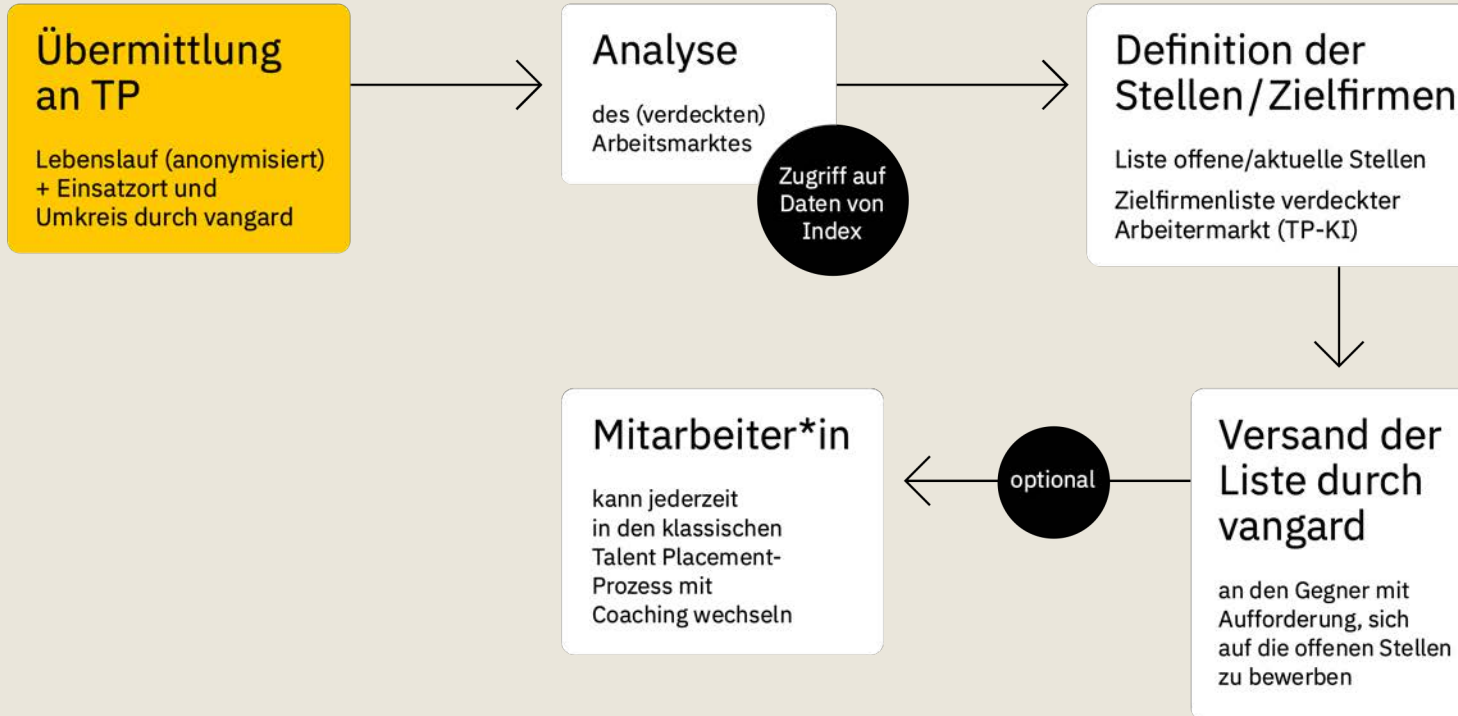 Übermittlung
an TP
Lebenslauf (anonymisiert)
+ Einsatzort und
Umkreis durch vangard
Analyse
des (verdeckten)
Arbeitsmarktes
Zugriff auf
Daten von
Index
Definition der
Stellen/Zielfirmen
Liste offene/aktuelle Stellen
Zielfirmenliste verdeckter
Arbeitermarkt (TP-KI)
Versand der
Liste durch
vangard
an den Gegner mit
Aufforderung, sich
auf die offenen Stellen
zu bewerben
optional
Mitarbeiter*in
kann jederzeit
in den klassischen
Talent Placement-
Prozess mit
Coaching wechseln